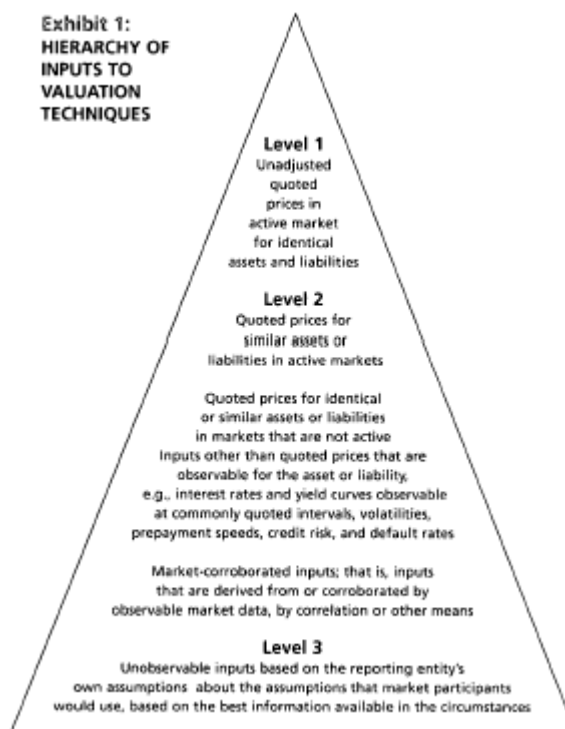 Exhibit 1:
HIERARCHY OF
INPUTS TO
VALUATION
TECHNIQUES
Level 1
Unadjusted
quoted
prices in
active market
for identical
assets and liabilities
Level 2
Quoted prices for
similar assets or
liabilities in active markets
Quoted prices for identical
or similar assets or liabilities
in markets that are not active
Inputs other than quoted prices that are
observable for the asset or liability,
e.g., interest rates and yield curves observable
at commonly quoted intervals, volatilities,
prepayment speeds, credit risk, and default rates
Market-corroborated inputs; that is, inputs
that are derived from or corroborated by
observable market data, by correlation or other means
Level 3
Unobservable inputs based on the reporting entity's
own assumptions about the assumptions that market participants
would use, based on the best information available in the circumstances